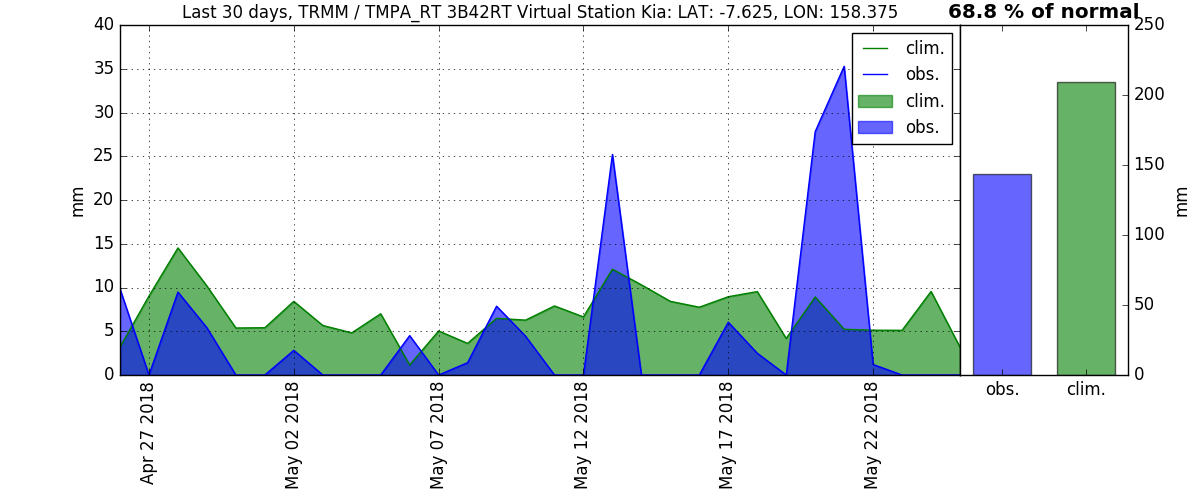 Last 30 days, TRMM / TMPA_RT 3B42RT Virtual Station Kia: LAT: -7.625, LON: 158.375
68.8 % of normal
40
35
30
25
20
15
10
5
0
mm
clim.
obs.
clim.
obs.
250
200
150
100
50
0
mm
Apr 27 2018
May 02 2018
May 07 2018
May 12 2018
May 17 2018
May 22 2018
obs.
clim.